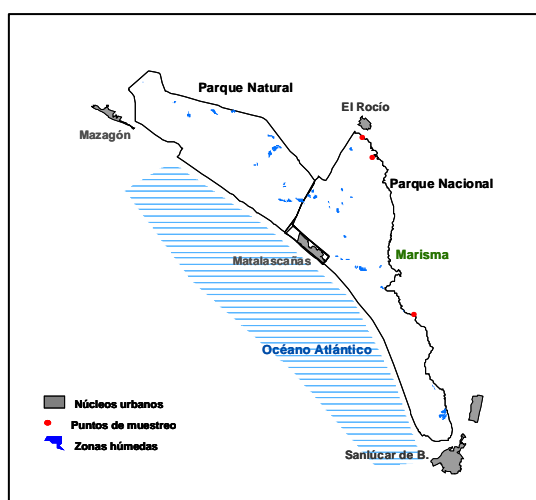 Parque Natural
El Rocío
Mazagón
Parque Nacional
Marisma
Matalascañas
Océano Atlántico
Núcleos urbanos
Puntos de muestreo
Zonas húmedas
Sanlúcar de B.